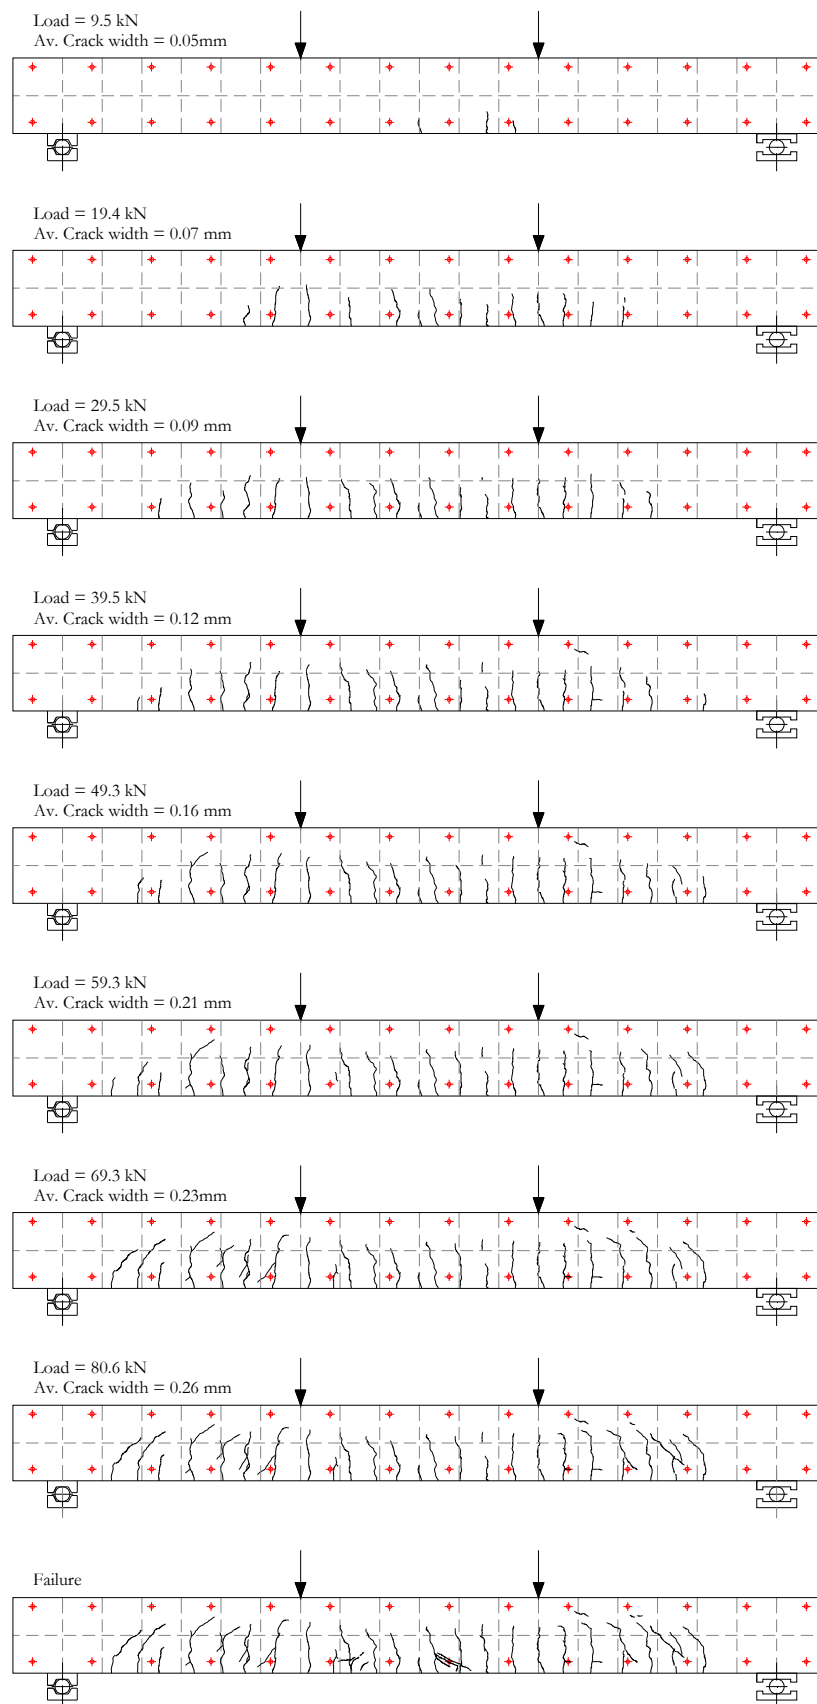 Load = 9.5 kN
Av. Crack width = 0.05mm
Load = 19.4 kN
Av. Crack width = 0.07 mm
Load = 29.5 kN
Av. Crack width = 0.09 mm
Load = 39.5 kN
Av. Crack width = 0.12 mm
Load = 49.3 kN
Av. Crack width = 0.16 mm
Load = 59.3 kN
Av. Crack width = 0.21 mm
Load = 69.3 kN
Av. Crack width = 0.23mm
Load = 80.6 kN
Av. Crack width = 0.26 mm
Failure